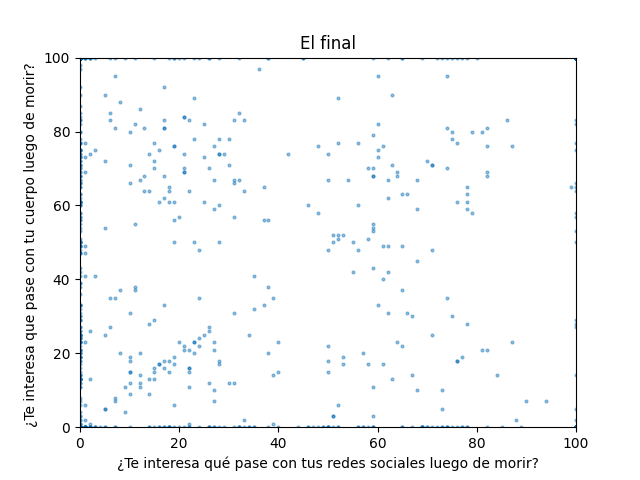 El final
¿Te interesa que pase con tu cuerpo luego de morir?
100
80
60
40
20
0
0 20 40 60 80 100
¿Te interesa qué pase con tus redes sociales luego de morir?